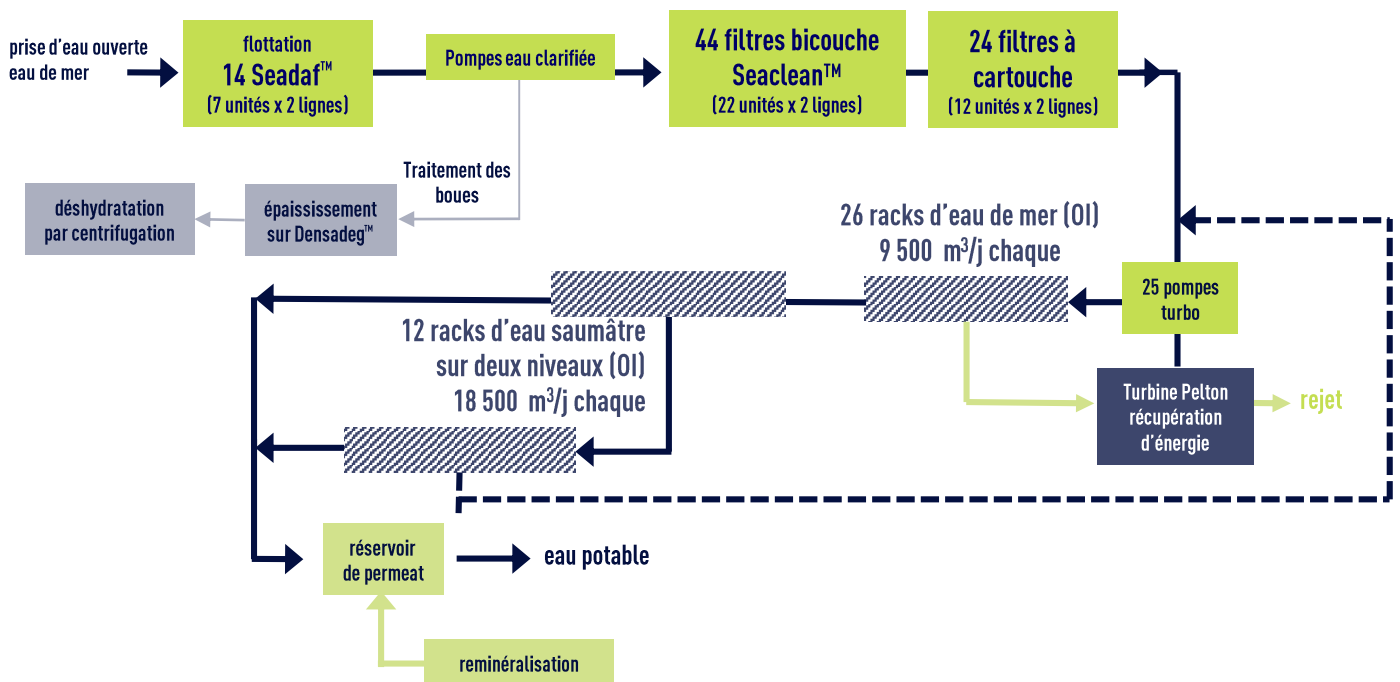 prise d'eau ouverte
eau de mer
flottation
14 Seadaf™
(7 unités x 2 lignes)
Pompes eau clarifiée
44 filtres bicouche
Seaclean™
(22 unités x 2 lignes)
24 filtres à
cartouche
(12 unités x 2 lignes)
Traitement des
boues
déshydratation
par centrifugation
épaississement
sur Densadeg™
26 racks d'eau de mer (OI)
9 500 m³/j chaque
25 pompes
turbo
12 racks d'eau saumâtre
sur deux niveaux (OI)
18 500 m³/j chaque
Turbine Pelton
récupération
d'énergie
rejet
réservoir
de permeat
eau potable
reminéralisation